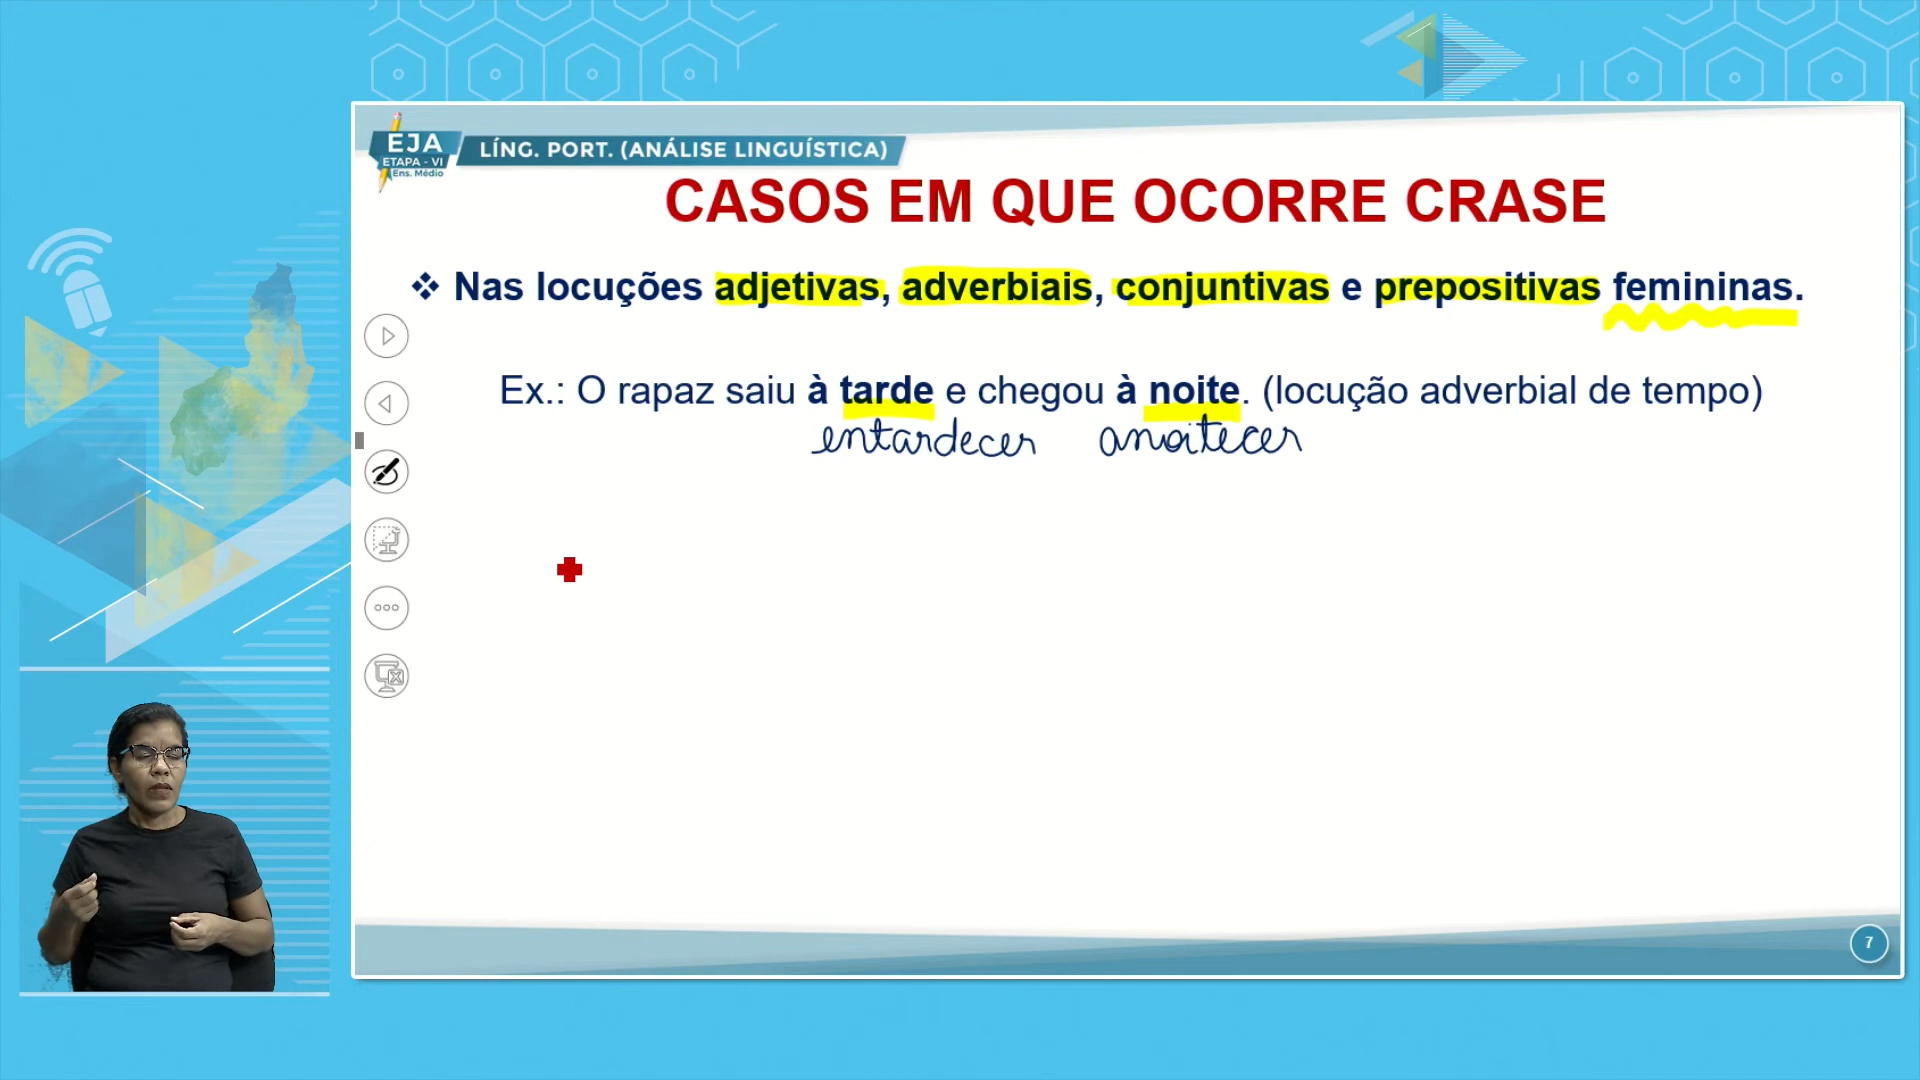 EJA
ETAPA - VI
Ens. Médio
LÍNG. PORT. (ANÁLISE LINGUÍSTICA)
CASOS EM QUE OCORRE CRASE
❖ Nas locuções adjetivas, adverbiais, conjuntivas e prepositivas femininas.
Ex.: O rapaz saiu à tarde e chegou à noite. (locução adverbial de tempo)
entardecer anoitecer
7